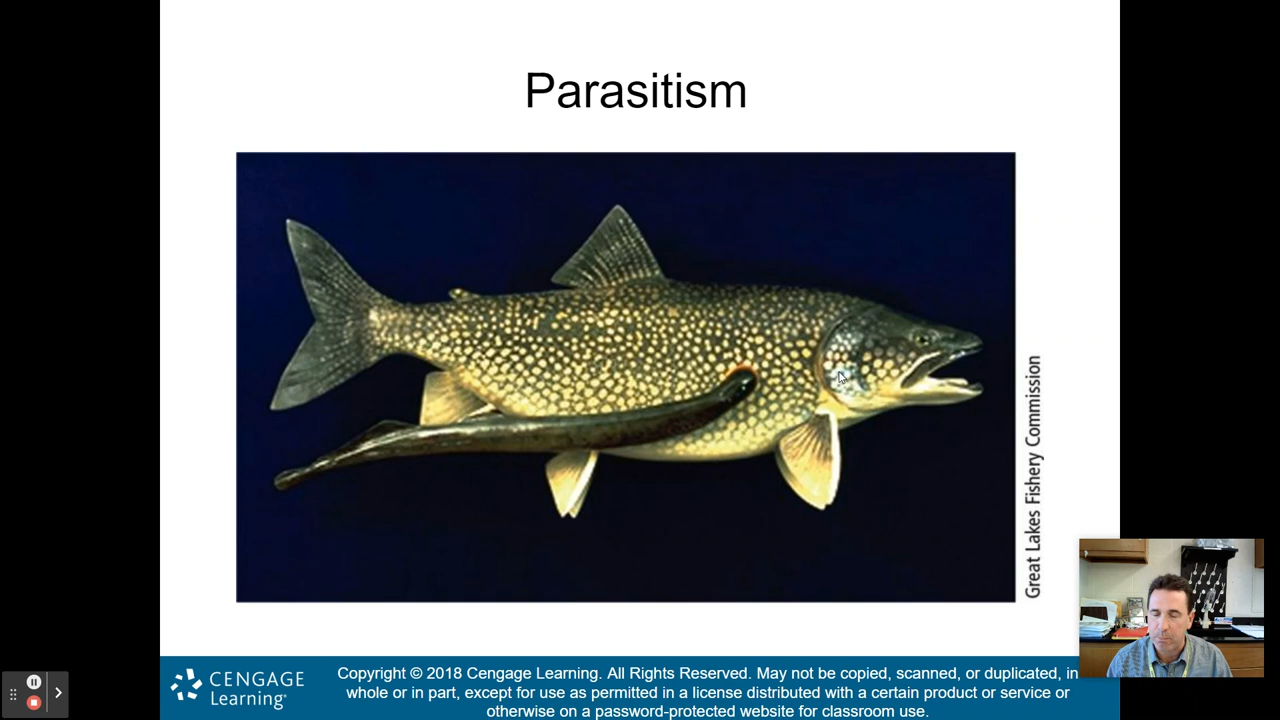 Parasitism
Great Lakes Fishery Commission
CENGAGE
Learning®
Copyright © 2018 Cengage Learning. All Rights Reserved. May not be copied, scanned, or duplicated, in
whole or in part, except for use as permitted in a license distributed with a certain product or service or
otherwise on a password-protected website for classroom use.